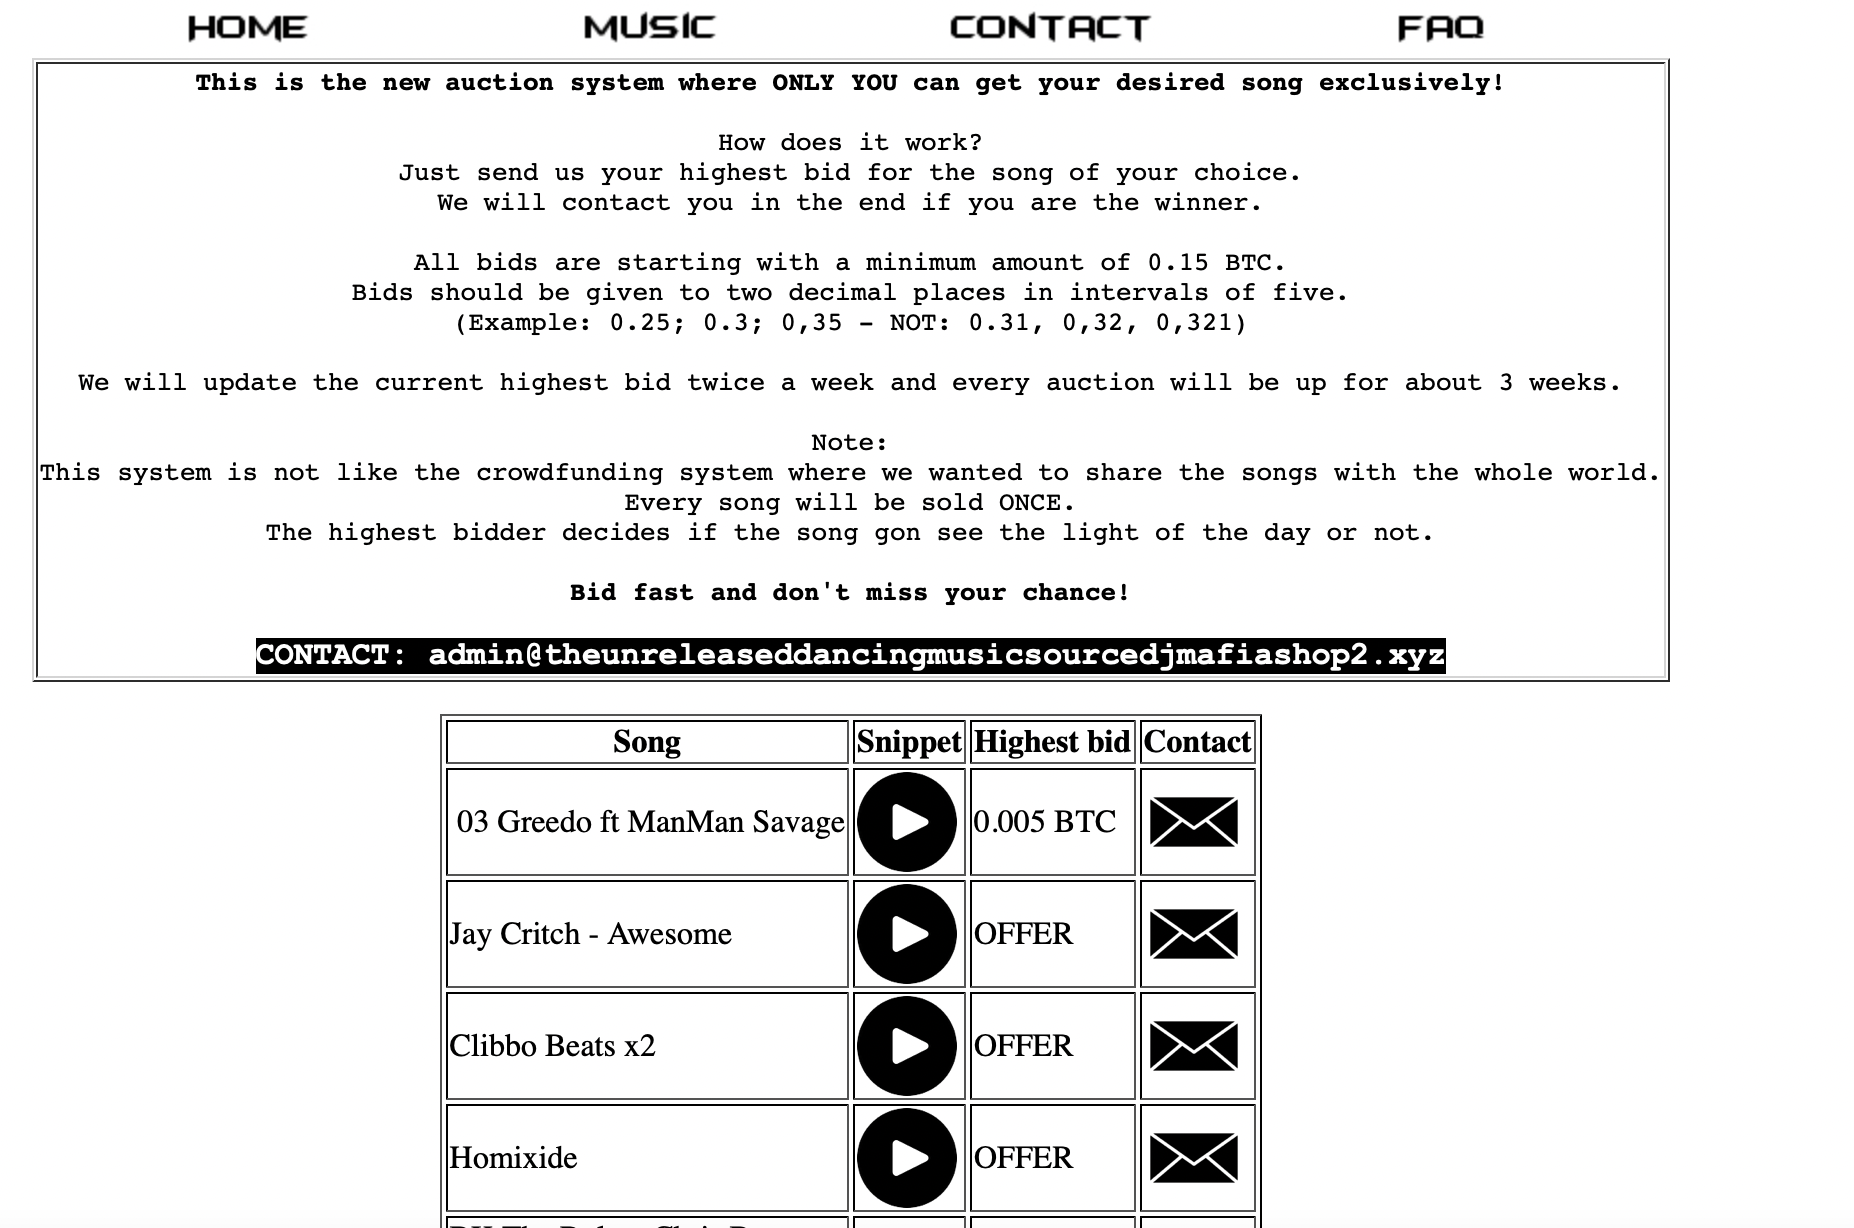 HOME MUSIC CONTACT FAQ
This is the new auction system where ONLY YOU can get your desired song exclusively!
How does it work?
Just send us your highest bid for the song of your choice.
We will contact you in the end if you are the winner.
All bids are starting with a minimum amount of 0.15 BTC.
Bids should be given to two decimal places in intervals of five.
(Example: 0.25; 0.3; 0,35 – NOT: 0.31, 0,32, 0,321)
We will update the current highest bid twice a week and every auction will be up for about 3 weeks.
Note:
This system is not like the crowdfunding system where we wanted to share the songs with the whole world.
Every song will be sold ONCE.
The highest bidder decides if the song gon see the light of the day or not.
Bid fast and don't miss your chance!
CONTACT: admin@theunreleaseddancingmusicsourcedjmafiashop2.xyz
Song Snippet Highest bid Contact
03 Greedo ft ManMan Savage 0.005 BTC
Jay Critch - Awesome OFFER
Clibbo Beats x2 OFFER
Homixide OFFER